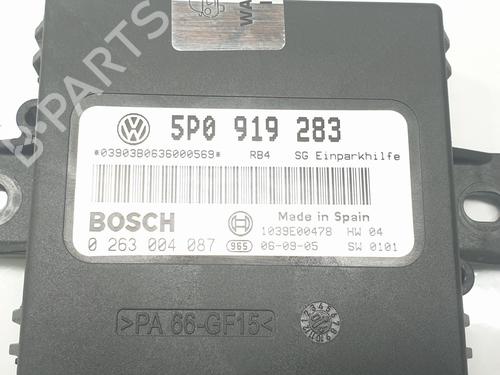 WA
5P0 919 283
*03903B0636000569* RB4 SG Einparkhilfe
BOSCH
Made in Spain
1039E00478 HW 04
0 263 004 087 965 06-09-05 SW 0101
>PA 66-GF15<
B-PARTS